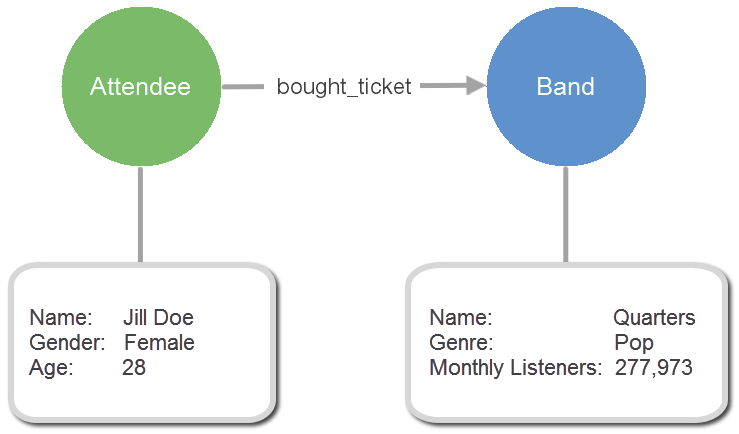 Attendee
bought_ticket
Band
Name: Jill Doe
Gender: Female
Age: 28
Name: Quarters
Genre: Pop
Monthly Listeners: 277,973